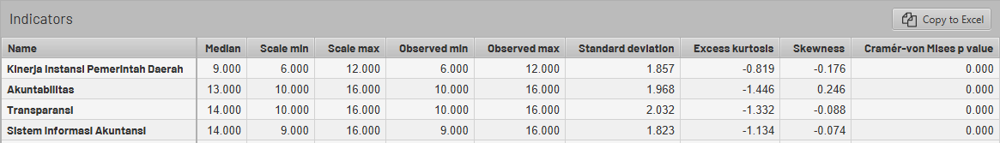 Indicators
Copy to Excel
Name Median Scale min Scale max Observed min Observed max Standard deviation Excess kurtosis Skewness Cramér-von Mises p value
Kinerja Instansi Pemerintah Daerah 9.000 6.000 12.000 6.000 12.000 1.857 -0.819 -0.176 0.000
Akuntabilitas 13.000 10.000 16.000 10.000 16.000 1.968 -1.446 0.246 0.000
Transparansi 14.000 10.000 16.000 10.000 16.000 2.032 -1.332 -0.088 0.000
Sistem Informasi Akuntansi 14.000 9.000 16.000 9.000 16.000 1.823 -1.134 -0.074 0.000